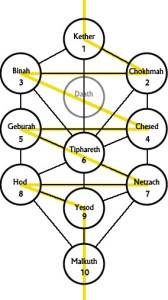 Kether
1
Binah
3
Chokhmah
2
Daath
Geburah
5
Chesed
4
Tiphareth
6
Hod
8
Netzach
7
Yesod
9
Malkuth
10